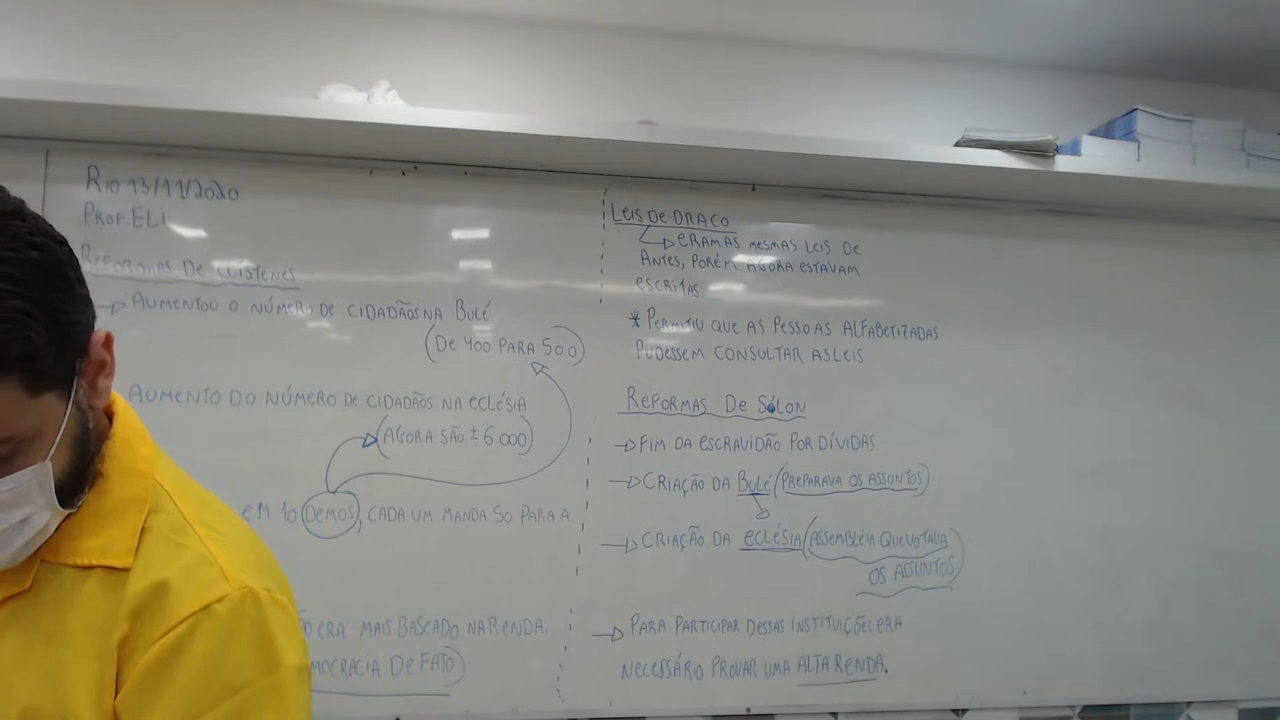 Rio 13/11/2020
Prof. Eli
Reformas de Clístenes
Aumentou o número de cidadãos na Bulé
(De 400 para 500)
Aumento do número de cidadãos na Eclésia
(Agora são ± 6.000)
em 10 demos, cada um manda 50 para a
era mais bascado na renda.
mocracia de fato)
Leis de Draco
Eram as mesmas leis de
antes, porém agora estavam
escritas.
* Permitiu que as pessoas alfabetizadas
pudessem consultar as leis
Reformas de Sólon
Fim da escravidão por dívidas.
Criação da Bulé (preparava os assuntos)
Criação da Eclésia (assembléia que votava
os assuntos)
Para participar dessas instituições era
necessário provar uma alta renda.